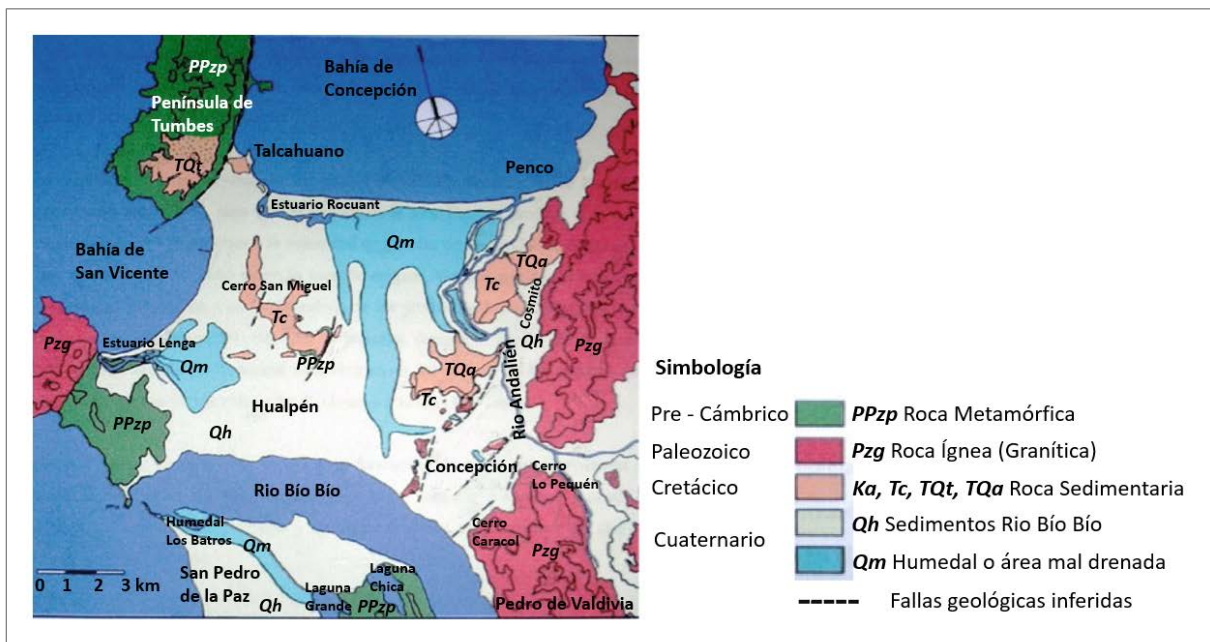 PPzp
Península de
Tumbes
TQt
Bahía de
Concepción
Talcahuano
Penco
Estuario Rocuant
Bahía de
San Vicente
Qm
TQa
Tc
Cosmito
Cerro San Miguel
Tc
Qh
Pzg
Pzg
Estuario Lenga
Qm
PPzp
TQa
Tc
Rio Andalién
Hualpén
PPzp
Qh
Concepción
Cerro
Lo Pequén
Rio Bío Bío
Humedal
Los Batros
Qm
Cerro
Caracol
Pzg
0 1 2 3 km
San Pedro
de la Paz
Qh
Laguna
Grande
Laguna
Chica
PPzp
Pedro de Valdivia
Simbología
Pre - Cámbrico PPzp Roca Metamórfica
Paleozoico Pzg Roca Ígnea (Granítica)
Cretácico Ka, Tc, TQt, TQa Roca Sedimentaria
Cuaternario Qh Sedimentos Rio Bío Bío
Qm Humedal o área mal drenada
Fallas geológicas inferidas